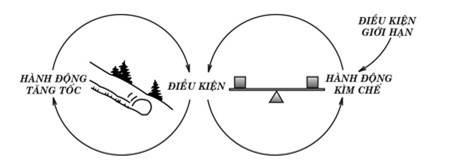 ĐIỀU KIỆN
GIỚI HẠN
HÀNH ĐỘNG
TĂNG TỐC
ĐIỀU KIỆN
HÀNH ĐỘNG
KÌM CHẾ